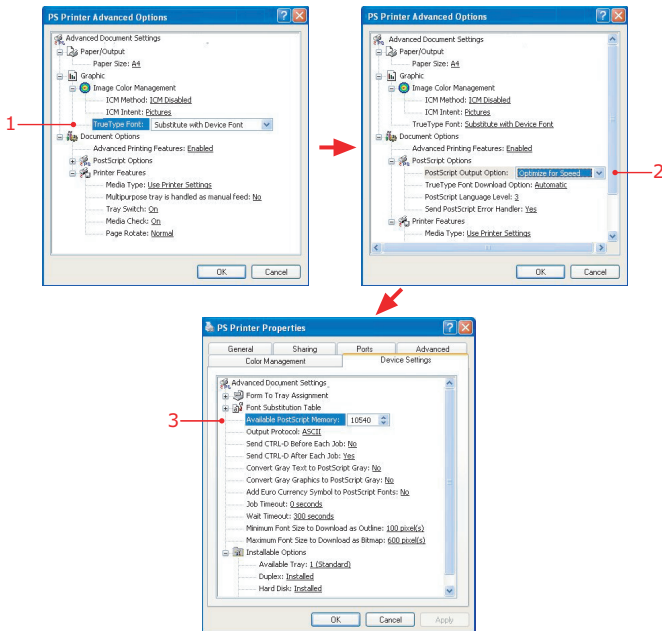 PS Printer Advanced Options
Advanced Document Settings
Paper/Output
Paper Size: A4
Graphic
Image Color Management
ICM Method: ICM Disabled
ICM Intent: Pictures
1
TrueType Font: Substitute with Device Font
Document Options
Advanced Printing Features: Enabled
PostScript Options
Printer Features
Media Type: Use Printer Settings
Multipurpose tray is handled as manual feed: No
Tray Switch: On
Media Check: On
Page Rotate: Normal
OK Cancel
PS Printer Advanced Options
Advanced Document Settings
Paper/Output
Paper Size: A4
Graphic
Image Color Management
ICM Method: ICM Disabled
ICM Intent: Pictures
TrueType Font: Substitute with Device Font
Document Options
Advanced Printing Features: Enabled
PostScript Options
PostScript Output Option: Optimize for Speed
2
TrueType Font Download Option: Automatic
PostScript Language Level: 3
Send PostScript Error Handler: Yes
Printer Features
Media Type: Use Printer Settings
OK Cancel
PS Printer Properties
General Sharing Ports Advanced
Color Management Device Settings
Advanced Document Settings
Form To Tray Assignment
Font Substitution Table
3
Available PostScript Memory: 10540
Output Protocol: ASCII
Send CTRL-D Before Each Job: No
Send CTRL-D After Each Job: Yes
Convert Gray Text to PostScript Gray: No
Convert Gray Graphics to PostScript Gray: No
Add Euro Currency Symbol to PostScript Fonts: No
Job Timeout: 0 seconds
Wait Timeout: 300 seconds
Minimum Font Size to Download as Outline: 100 pixel(s)
Maximum Font Size to Download as Bitmap: 600 pixel(s)
Installable Options
Available Tray: 1 (Standard)
Duplex: Installed
Hard Disk: Installed
OK Cancel Apply